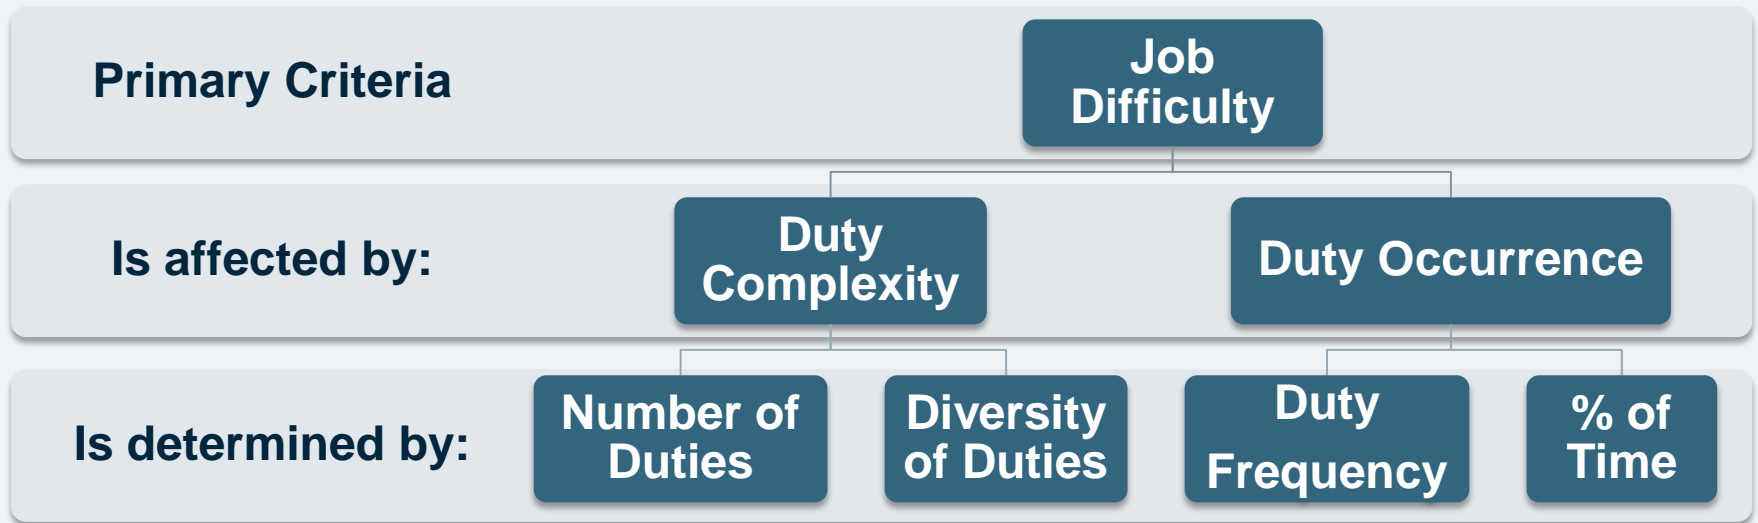 Primary Criteria
Job
Difficulty
Is affected by:
Duty
Complexity
Duty Occurrence
Is determined by:
Number of
Duties
Diversity
of Duties
Duty
Frequency
% of
Time